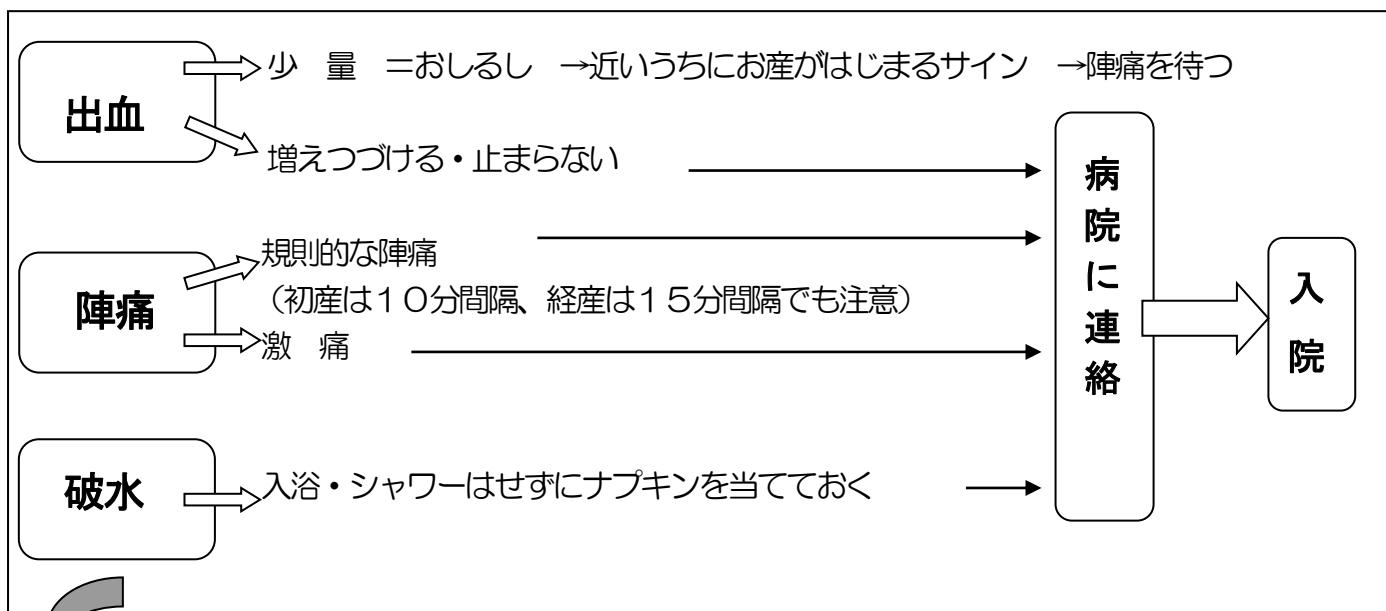 出血
少　量　＝おしるし　→近いうちにお産がはじまるサイン　→陣痛を待つ
増えつづける・止まらない
陣痛
規則的な陣痛
（初産は１０分間隔、経産は１５分間隔でも注意）
激　痛
破水
入浴・シャワーはせずにナプキンを当てておく
病院に連絡
入院